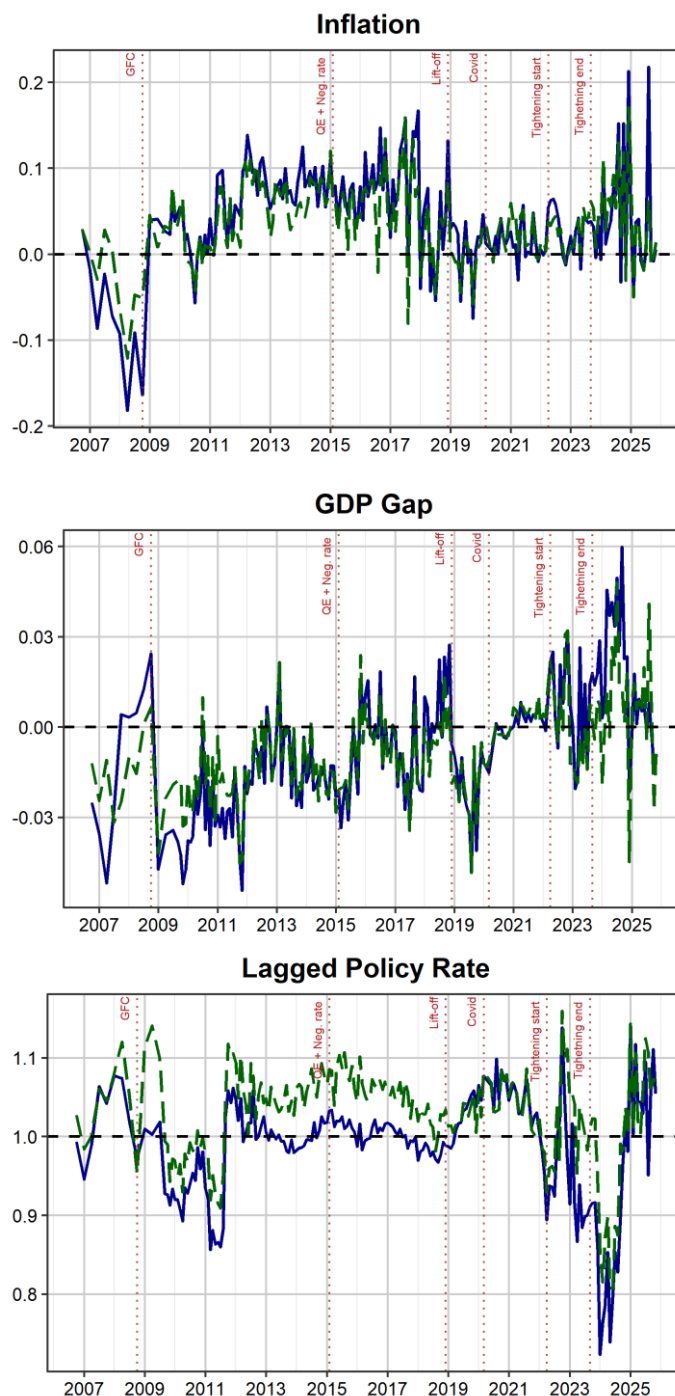 Inflation
GFC
QE + Neg. rate
Lift-off
Covid
Tightening start
Tighetning end
0.2
0.1
0.0
-0.1
-0.2
2007 2009 2011 2013 2015 2017 2019 2021 2023 2025
GDP Gap
GFC
QE + Neg. rate
Lift-off
Covid
Tightening start
Tighetning end
0.06
0.03
0.00
-0.03
2007 2009 2011 2013 2015 2017 2019 2021 2023 2025
Lagged Policy Rate
GFC
QE + Neg. rate
Lift-off
Covid
Tightening start
Tighetning end
1.1
1.0
0.9
0.8
2007 2009 2011 2013 2015 2017 2019 2021 2023 2025